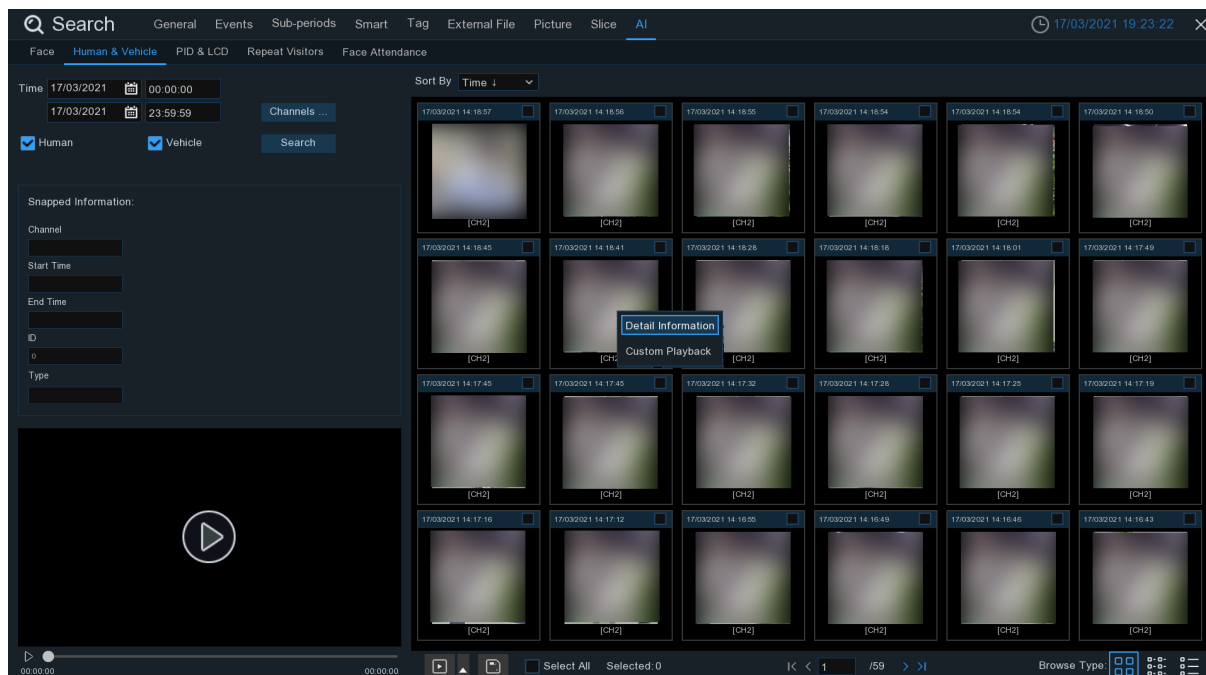 Search General Events Sub-periods Smart Tag External File Picture Slice AI 17/03/2021 19:23:22
Face Human & Vehicle PID & LCD Repeat Visitors Face Attendance
Time 17/03/2021 00:00:00
17/03/2021 23:59:59 Channels ...
Human Vehicle Search
Snapped Information:
Channel
Start Time
End Time
ID
0
Type
00:00:00 00:00:00
Sort By Time ↓
17/03/2021 14:18:57 17/03/2021 14:18:56 17/03/2021 14:18:55 17/03/2021 14:18:54 17/03/2021 14:18:54 17/03/2021 14:18:50
[CH2] [CH2] [CH2] [CH2] [CH2] [CH2]
17/03/2021 14:18:45 17/03/2021 14:18:41 17/03/2021 14:18:28 17/03/2021 14:18:16 17/03/2021 14:18:01 17/03/2021 14:17:49
Detail Information
Custom Playback
[CH2] [CH2 [CH2] [CH2] [CH2] [CH2]
17/03/2021 14:17:45 17/03/2021 14:17:45 17/03/2021 14:17:32 17/03/2021 14:17:28 17/03/2021 14:17:25 17/03/2021 14:17:19
[CH2] [CH2] [CH2] [CH2] [CH2] [CH2]
17/03/2021 14:17:16 17/03/2021 14:17:12 17/03/2021 14:16:55 17/03/2021 14:16:49 17/03/2021 14:16:46 17/03/2021 14:16:43
[CH2] [CH2] [CH2] [CH2] [CH2] [CH2]
Select All Selected: 0 1 /59 Browse Type: